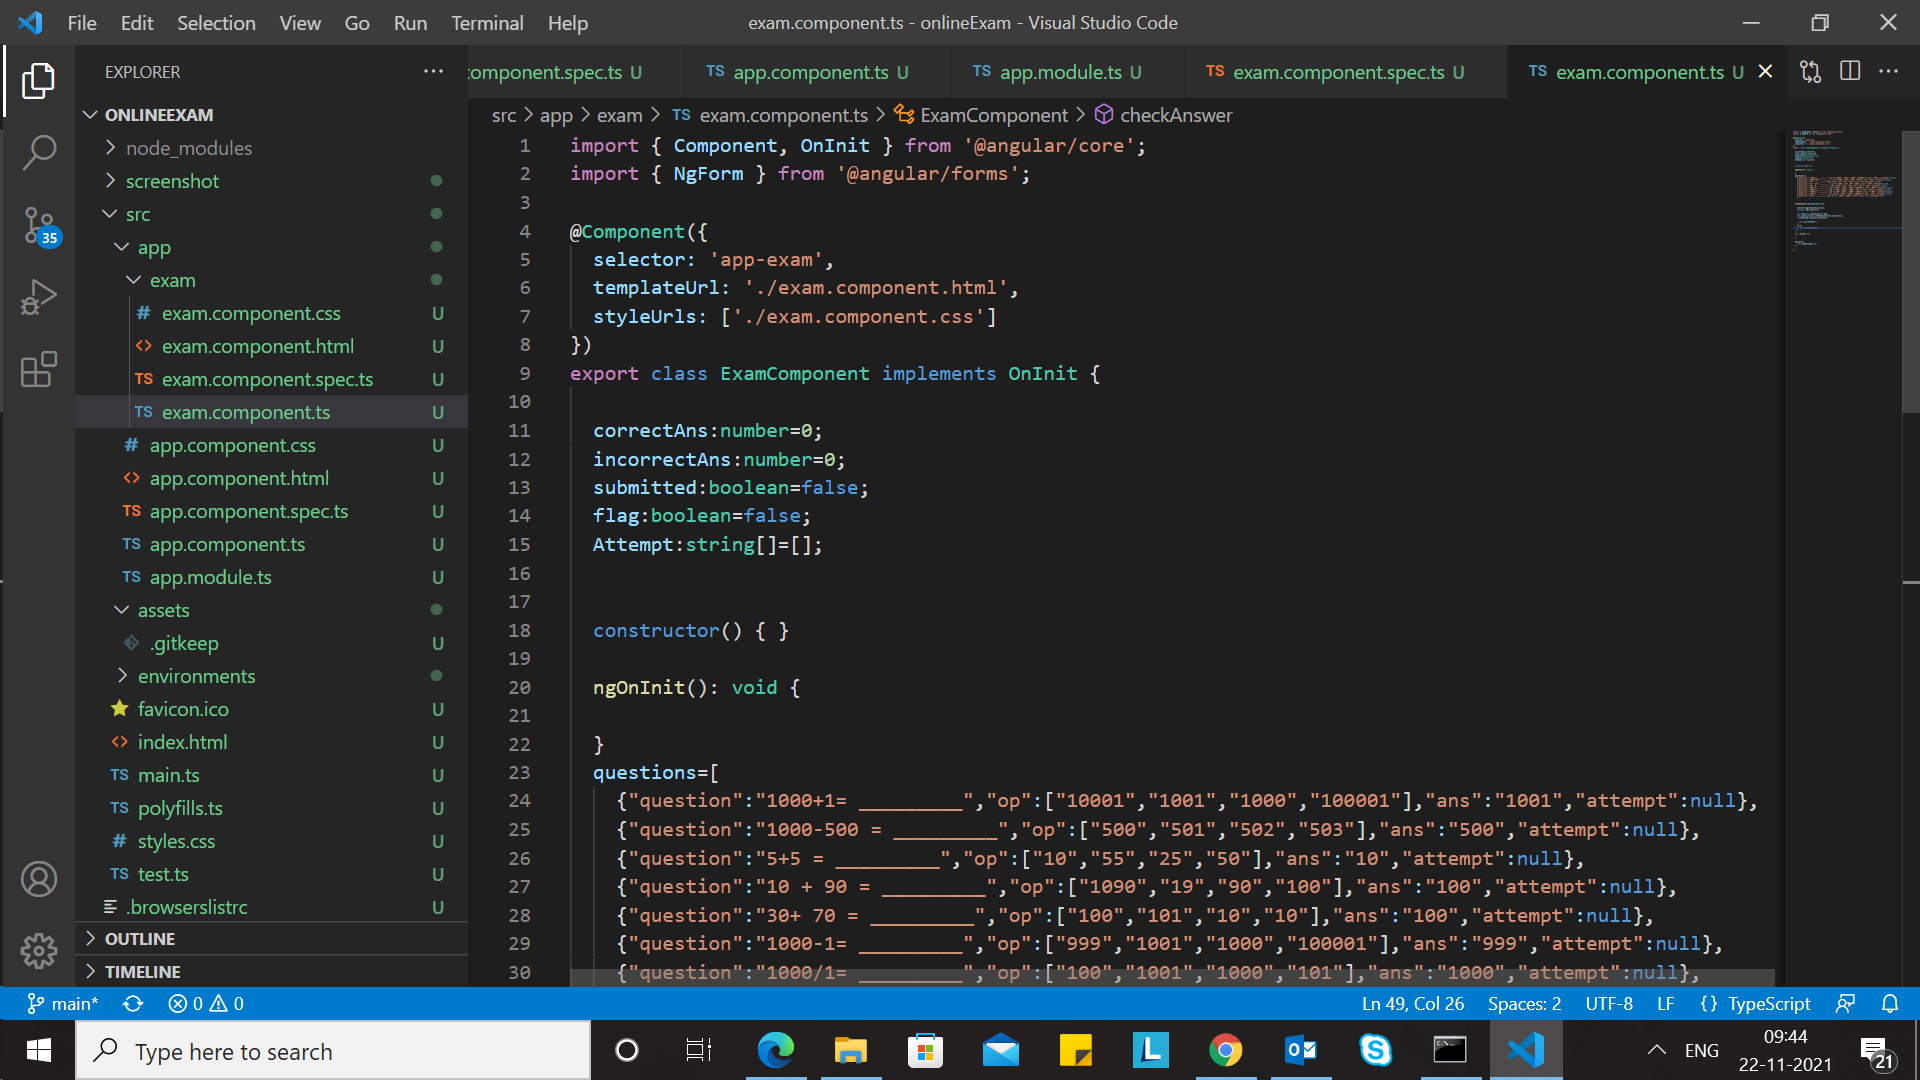 File Edit Selection View Go Run Terminal Help
exam.component.ts - onlineExam - Visual Studio Code
EXPLORER
ONLINEEXAM
node_modules
screenshot
src
app
exam
exam.component.css U
exam.component.html U
exam.component.spec.ts U
exam.component.ts U
app.component.css U
app.component.html U
app.component.spec.ts U
app.component.ts U
app.module.ts U
assets
.gitkeep U
environments
favicon.ico U
index.html U
main.ts U
polyfills.ts U
styles.css U
test.ts U
.browserslistrc U
OUTLINE
TIMELINE
35
component.spec.ts U
TS app.component.ts U
TS app.module.ts U
TS exam.component.spec.ts U
TS exam.component.ts U
src > app > exam > TS exam.component.ts > ExamComponent > checkAnswer
1 import { Component, OnInit } from '@angular/core';
2 import { NgForm } from '@angular/forms';
3
4 @Component({
5 selector: 'app-exam',
6 templateUrl: './exam.component.html',
7 styleUrls: ['./exam.component.css']
8 })
9 export class ExamComponent implements OnInit {
10
11 correctAns:number=0;
12 incorrectAns:number=0;
13 submitted:boolean=false;
14 flag:boolean=false;
15 Attempt:string[]=[];
16
17
18 constructor() { }
19
20 ngOnInit(): void {
21
22 }
23 questions=[
24 {"question":"1000+1= _________","op":["10001","1001","1000","100001"],"ans":"1001","attempt":null},
25 {"question":"1000-500 = _________","op":["500","501","502","503"],"ans":"500","attempt":null},
26 {"question":"5+5 = _________","op":["10","55","25","50"],"ans":"10","attempt":null},
27 {"question":"10 + 90 = _________","op":["1090","19","90","100"],"ans":"100","attempt":null},
28 {"question":"30+ 70 = _________","op":["100","101","10","10"],"ans":"100","attempt":null},
29 {"question":"1000-1= _________","op":["999","1001","1000","100001"],"ans":"999","attempt":null},
30 {"question":"1000/1= _________","op":["100","1001","1000","101"],"ans":"1000","attempt":null},
main* 0 0
Ln 49, Col 26 Spaces: 2 UTF-8 LF {} TypeScript
Type here to search
ENG
09:44
22-11-2021
21